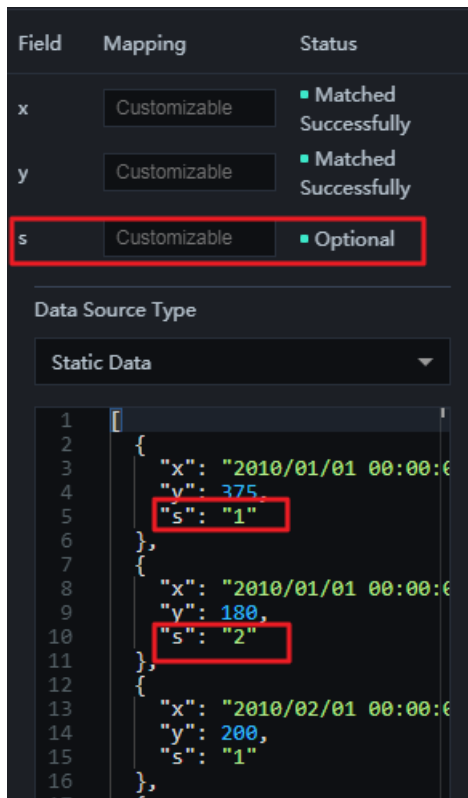 Field Mapping Status
x Customizable Matched Successfully
y Customizable Matched Successfully
s Customizable Optional
Data Source Type
Static Data
1 [
2 {
3 "x": "2010/01/01 00:00:0
4 "y": 375,
5 "s": "1"
6 },
7 {
8 "x": "2010/01/01 00:00:0
9 "y": 180,
10 "s": "2"
11 },
12 {
13 "x": "2010/02/01 00:00:0
14 "y": 200,
15 "s": "1"
16 },